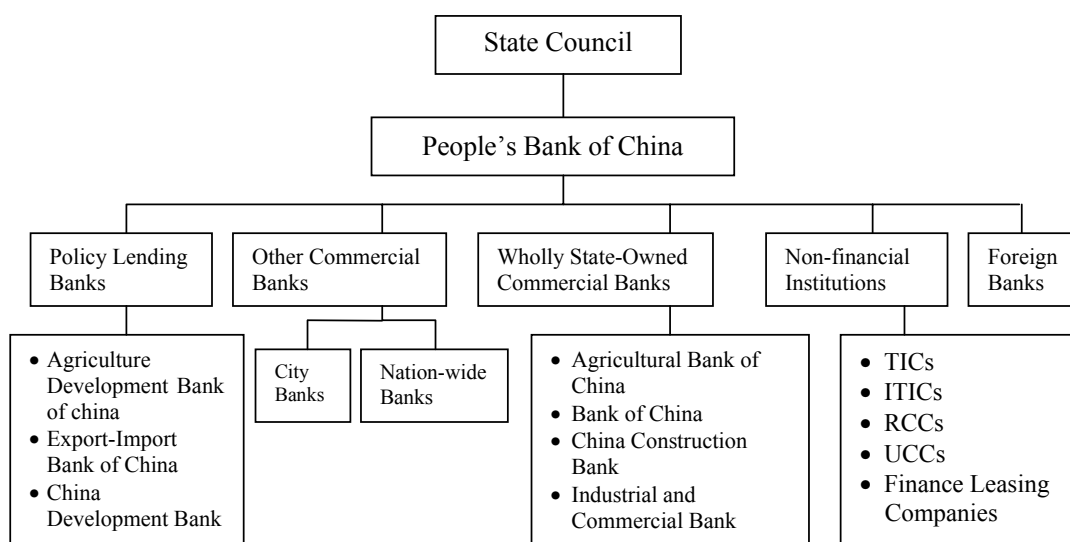 State Council
People's Bank of China
Policy Lending
Banks
Other Commercial
Banks
Wholly State-Owned
Commercial Banks
Non-financial
Institutions
Foreign
Banks
• Agriculture
Development Bank
of china
• Export-Import
Bank of China
• China
Development Bank
City
Banks
Nation-wide
Banks
• Agricultural Bank of
China
• Bank of China
• China Construction
Bank
• Industrial and
Commercial Bank
• TICs
• ITICs
• RCCs
• UCCs
• Finance Leasing
Companies